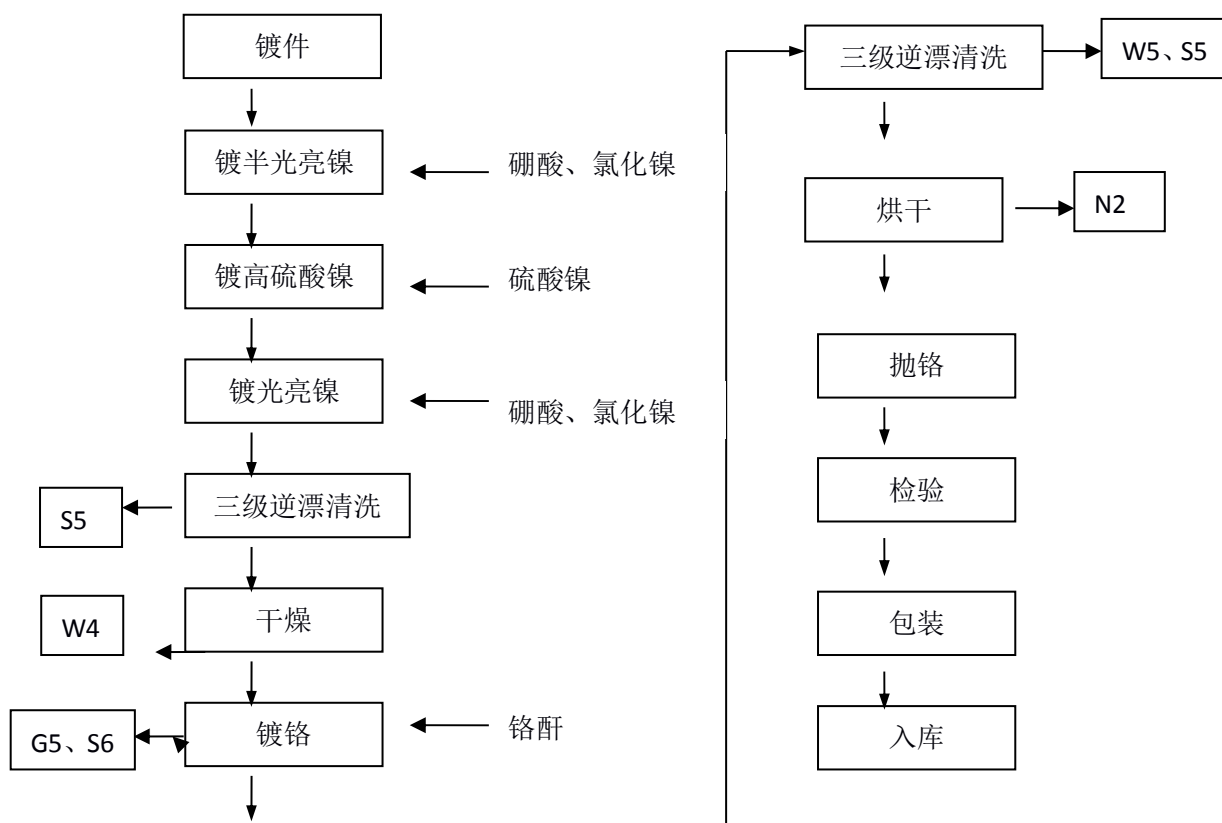 镀件
镀半光亮镍
硼酸、氯化镍
镀高硫酸镍
硫酸镍
镀光亮镍
硼酸、氯化镍
三级逆漂清洗
S5
干燥
W4
镀铬
G5、S6
铬酐
三级逆漂清洗
W5、S5
烘干
N2
抛铬
检验
包装
入库